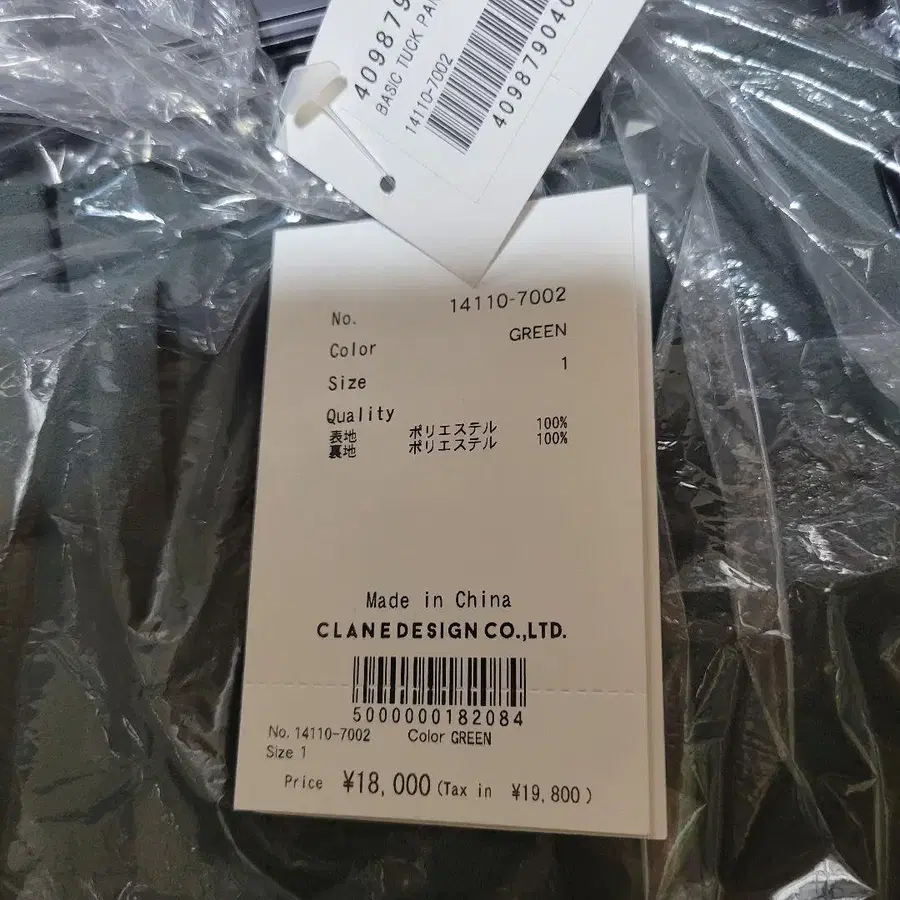 409879
BASIC TUCK PAN
14110-7002
409879040
No. 14110-7002
Color GREEN
Size 1
Quality
表地 ポリエステル 100%
裏地 ポリエステル 100%
Made in China
CLANEDESIGN CO.,LTD.
5000000182084
No. 14110-7002 Color GREEN
Size 1
Price ¥18,000 (Tax in ¥19,800)